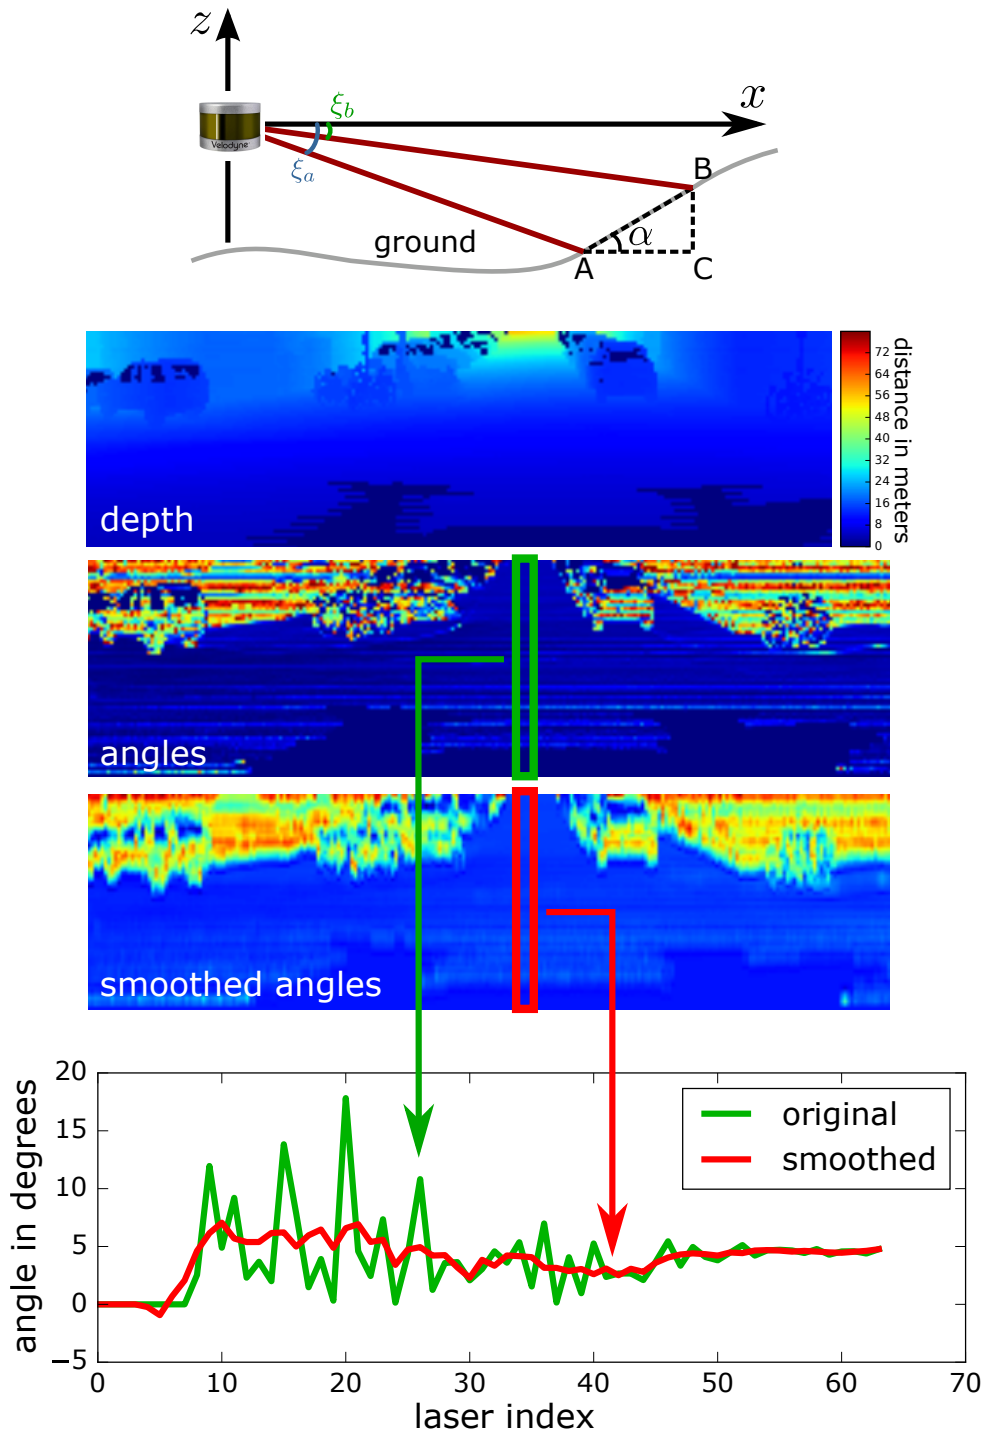 z
x
ξb
Velodyne
ξa
B
ground
α
A
C
72
64
56
48
40
32
24
16
8
0
distance in meters
depth
angles
smoothed angles
20
15
10
5
0
−5
angle in degrees
original
smoothed
0 10 20 30 40 50 60 70
laser index